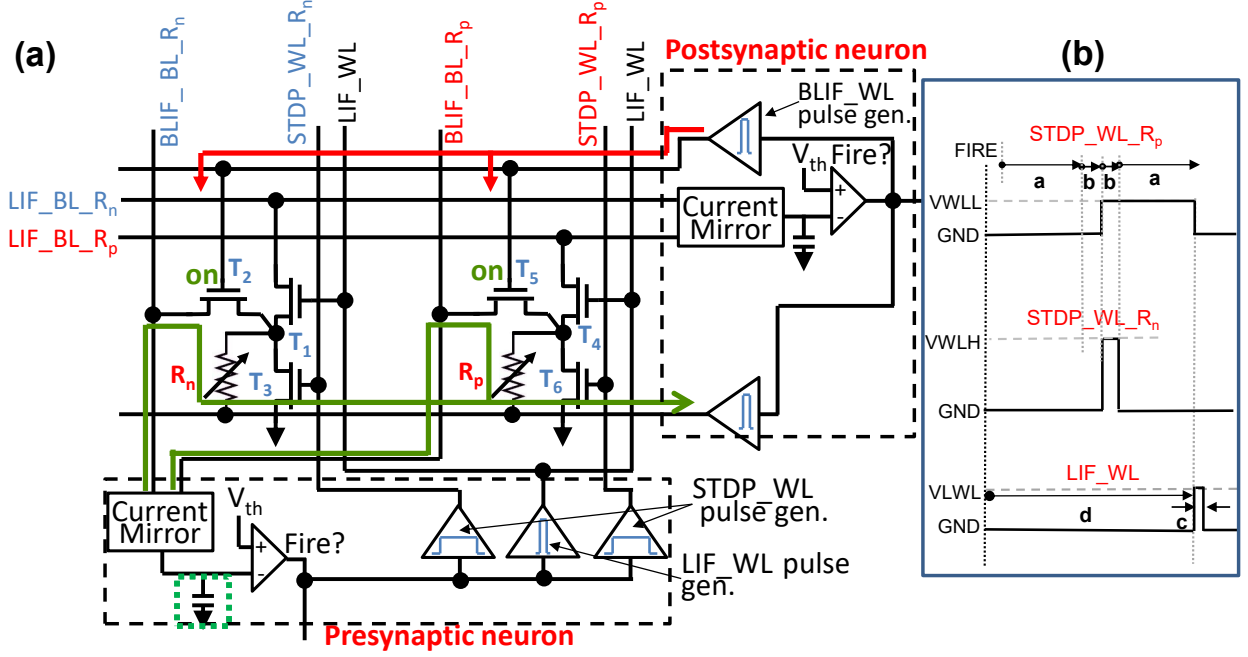 (a)
BLIF_BL_Rn
STDP_WL_Rn
LIF_WL
BLIF_BL_Rp
STDP_WL_Rp
LIF_WL
Postsynaptic neuron
BLIF_WL
pulse gen.
Vth Fire?
+
-
Current
Mirror
LIF_BL_Rn
LIF_BL_Rp
on
T2
T1
Rn
T3
on
T5
T4
Rp
T6
Current
Mirror
Vth
+
-
Fire?
STDP_WL
pulse gen.
LIF_WL pulse
gen.
Presynaptic neuron
(b)
STDP_WL_Rp
FIRE
a b b a
VWLL
GND
STDP_WL_Rn
VWLH
GND
LIF_WL
VLWL
d c
GND